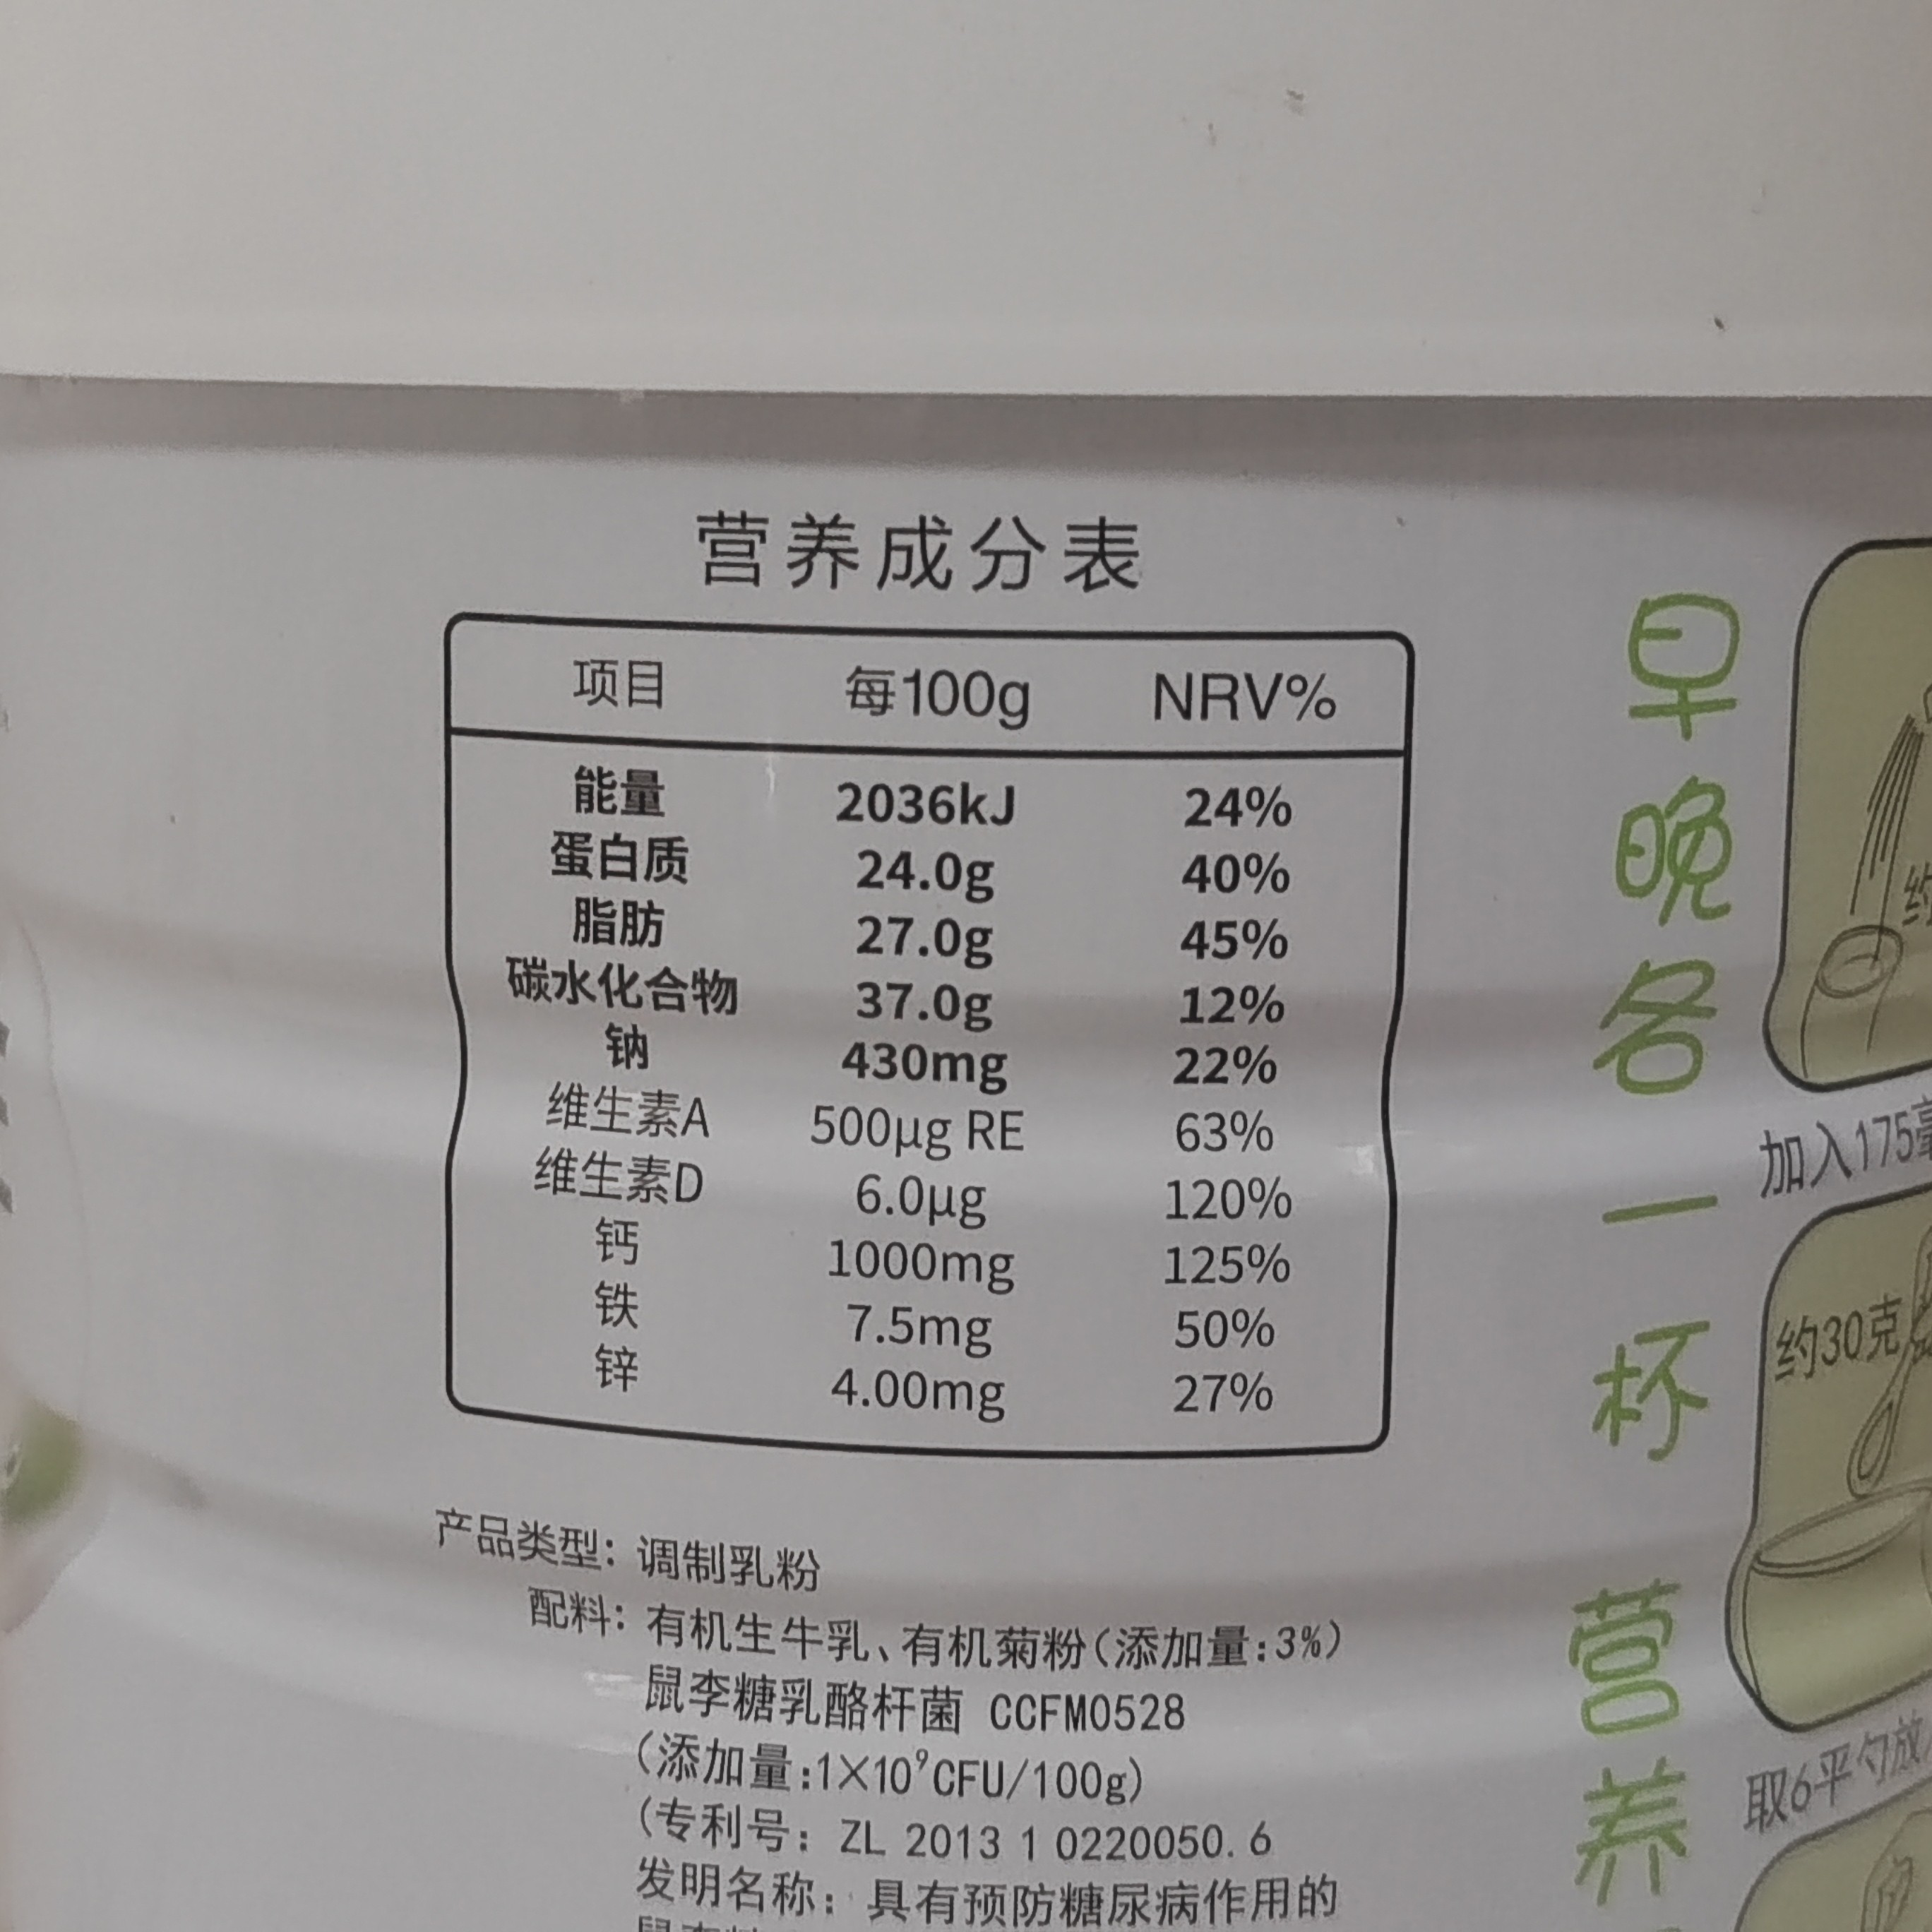 营养成分表
项目 每100g NRV%
能量 2036kJ 24%
蛋白质 24.0g 40%
脂肪 27.0g 45%
碳水化合物 37.0g 12%
钠 430mg 22%
维生素A 500μg RE 63%
维生素D 6.0μg 120%
钙 1000mg 125%
铁 7.5mg 50%
锌 4.00mg 27%
产品类型：调制乳粉
配料：有机生牛乳、有机菊粉（添加量：3%）
鼠李糖乳酪杆菌 CCFM0528
（添加量：1×10⁹CFU/100g）
（专利号：ZL 2013 1 0220050.6
发明名称：具有预防糖尿病作用的
早晚各一杯 营养
约
加入175毫
约30克
取6平勺放